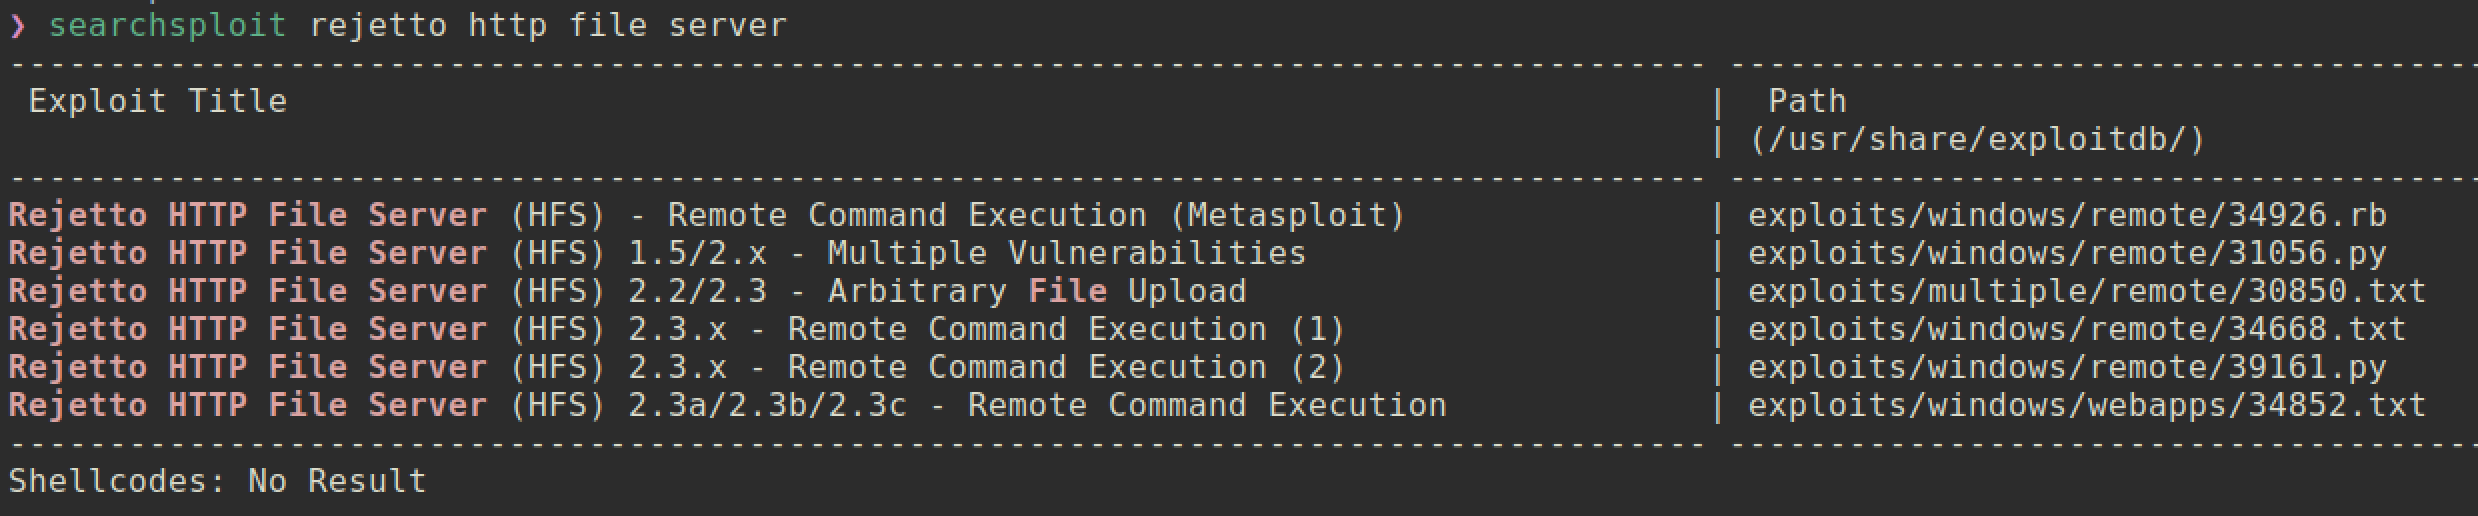 ❯ searchsploit rejetto http file server
---------------------------------------------------------------------------------- --------------------------------------
 Exploit Title | Path
 | (/usr/share/exploitdb/)
---------------------------------------------------------------------------------- --------------------------------------
Rejetto HTTP File Server (HFS) - Remote Command Execution (Metasploit) | exploits/windows/remote/34926.rb
Rejetto HTTP File Server (HFS) 1.5/2.x - Multiple Vulnerabilities | exploits/windows/remote/31056.py
Rejetto HTTP File Server (HFS) 2.2/2.3 - Arbitrary File Upload | exploits/multiple/remote/30850.txt
Rejetto HTTP File Server (HFS) 2.3.x - Remote Command Execution (1) | exploits/windows/remote/34668.txt
Rejetto HTTP File Server (HFS) 2.3.x - Remote Command Execution (2) | exploits/windows/remote/39161.py
Rejetto HTTP File Server (HFS) 2.3a/2.3b/2.3c - Remote Command Execution | exploits/windows/webapps/34852.txt
---------------------------------------------------------------------------------- --------------------------------------
Shellcodes: No Result